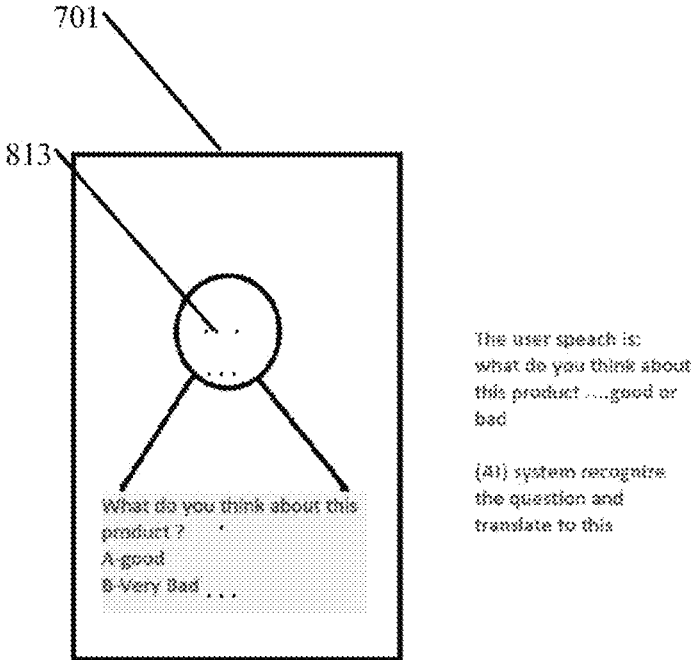 701
813
The user speach is:
what do you think about
this product ....good or
bad
(AI) system recognize
the question and
translate to this
What do you think about this
product ?
A-good
B-Very Bad ...